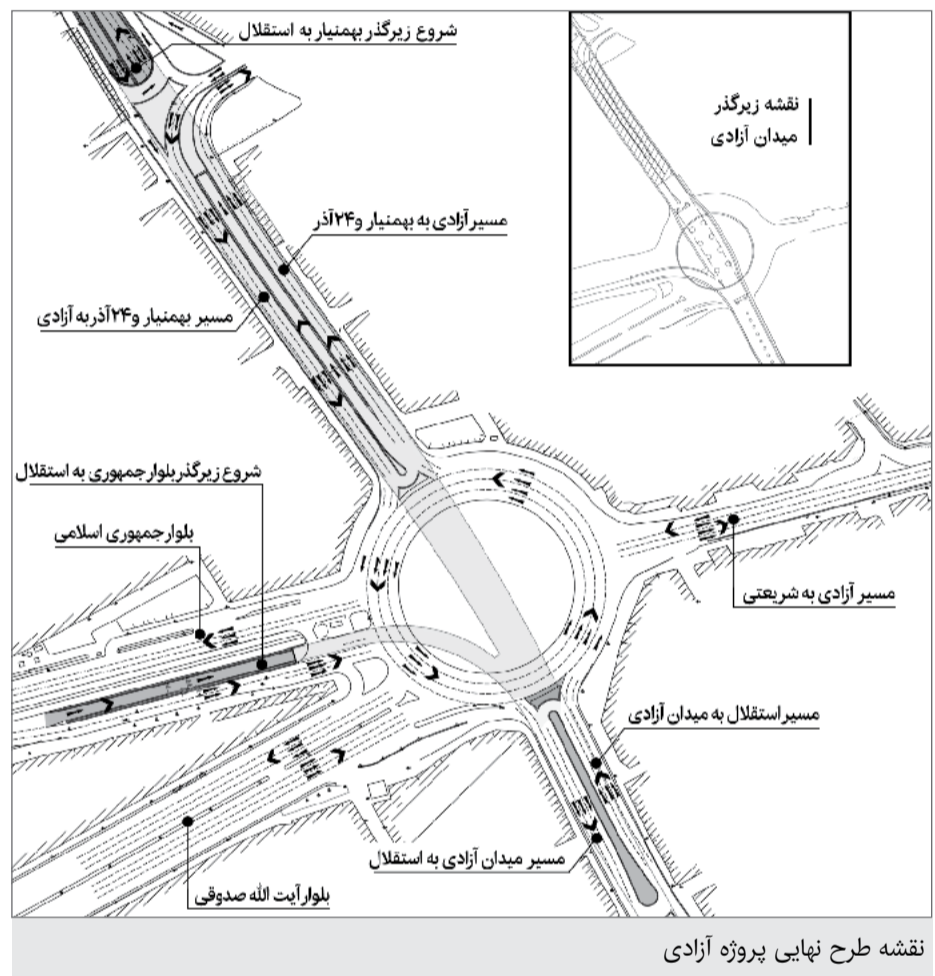 شروع زیرگذر بهمنیار به استقلال
نقشه زیرگذر
میدان آزادی
مسیر آزادی به بهمنیار و ۲۴آذر
مسیر بهمنیار و ۲۴آذر به آزادی
شروع زیرگذر بلوار جمهوری به استقلال
بلوار جمهوری اسلامی
مسیر آزادی به شریعتی
مسیر استقلال به میدان آزادی
مسیر میدان آزادی به استقلال
بلوار آیت الله صدوقی
نقشه طرح نهایی پروژه آزادی